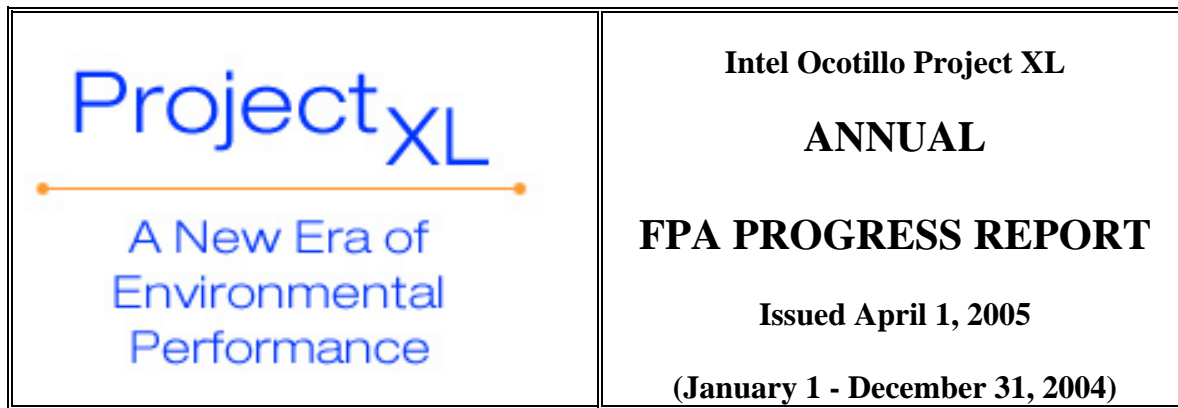 Project XL
A New Era of
Environmental
Performance
Intel Ocotillo Project XL
ANNUAL
FPA PROGRESS REPORT
Issued April 1, 2005
(January 1 - December 31, 2004)